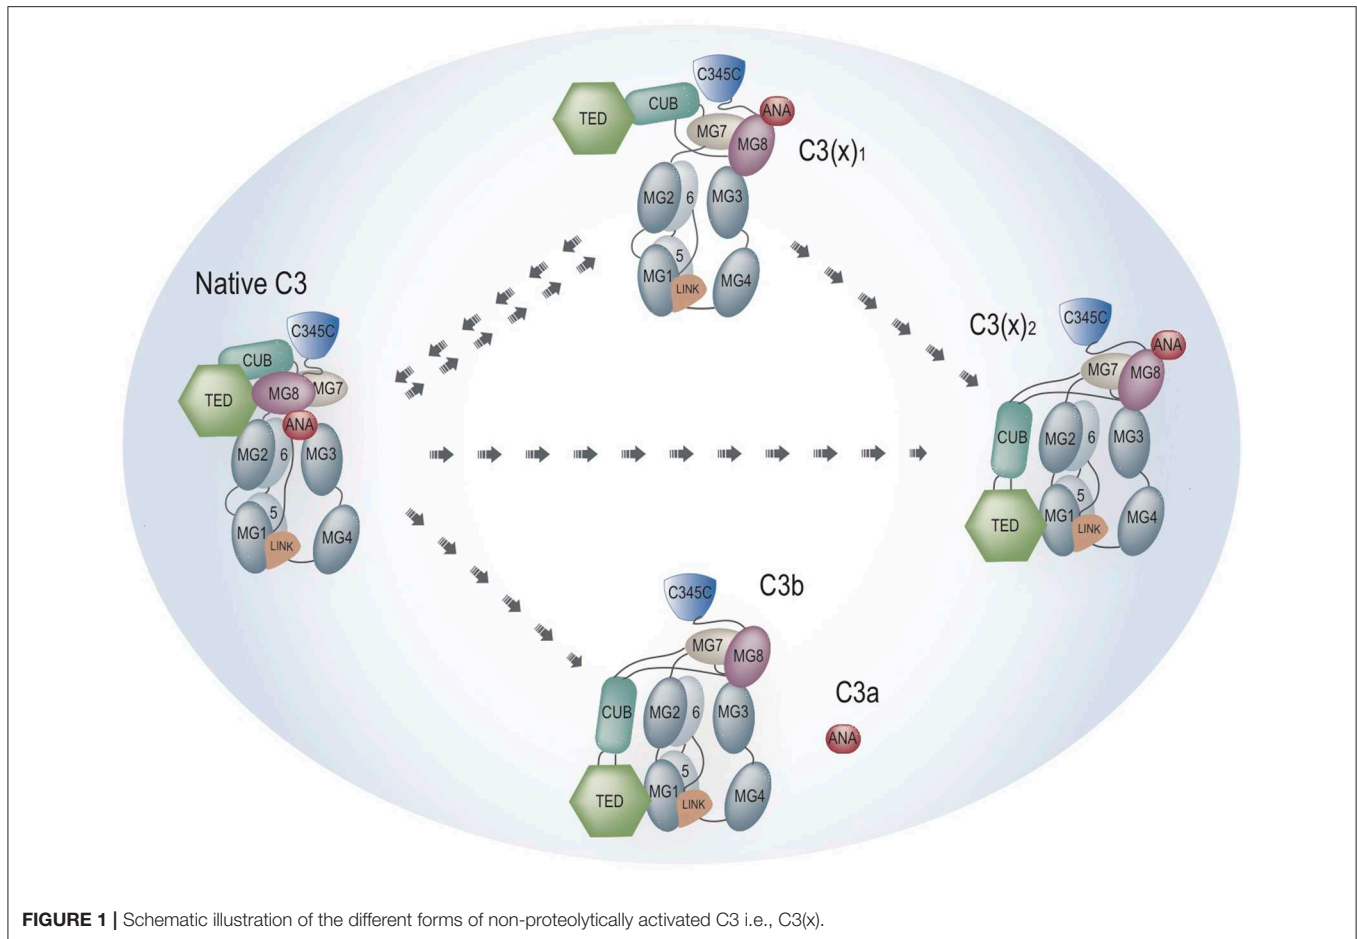 C345C
CUB
TED
ANA
MG7
MG8
C3(x)1
MG2
6
MG3
5
MG1
LINK
MG4
Native C3
C345C
CUB
TED
MG8
MG7
ANA
MG2
6
MG3
5
MG1
LINK
MG4
C3(x)2
C345C
ANA
MG7
MG8
CUB
MG2
6
MG3
5
TED
MG1
LINK
MG4
C3b
C345C
MG7
MG8
CUB
MG2
6
MG3
5
TED
MG1
LINK
MG4
C3a
ANA
FIGURE 1 | Schematic illustration of the different forms of non-proteolytically activated C3 i.e., C3(x).